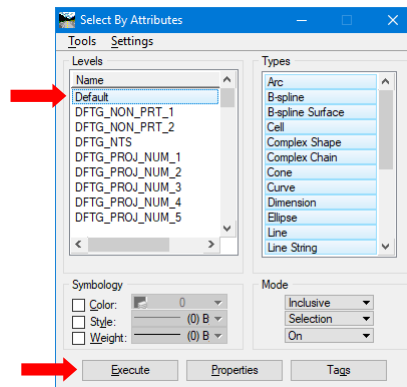 Select By Attributes
Tools Settings
Levels
Name
Default
DFTG_NON_PRT_1
DFTG_NON_PRT_2
DFTG_NTS
DFTG_PROJ_NUM_1
DFTG_PROJ_NUM_2
DFTG_PROJ_NUM_3
DFTG_PROJ_NUM_4
DFTG_PROJ_NUM_5
Types
Arc
B-spline
B-spline Surface
Cell
Complex Shape
Complex Chain
Cone
Curve
Dimension
Ellipse
Line
Line String
Symbology
Color: 0
Style: (0) B
Weight: (0) B
Mode
Inclusive
Selection
On
Execute Properties Tags